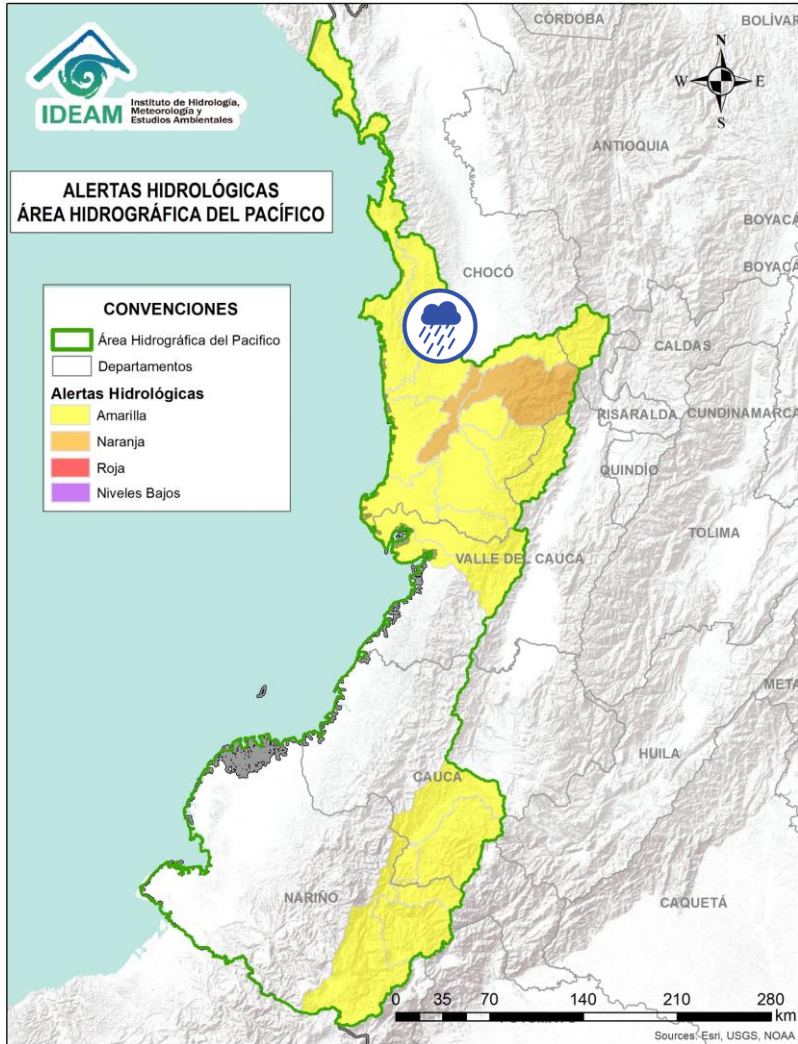 CÓRDOBA
BOLÍVAR
N
W E
S
IDEAM
Instituto de Hidrología,
Meteorología y
Estudios Ambientales
ANTIOQUIA
ALERTAS HIDROLÓGICAS
ÁREA HIDROGRÁFICA DEL PACÍFICO
BOYACÁ
BOYACÁ
CHOCÓ
CONVENCIONES
Área Hidrográfica del Pacífico
Departamentos
Alertas Hidrológicas
Amarilla
Naranja
Roja
Niveles Bajos
CALDAS
RISARALDA
CUNDINAMARCA
QUINDÍO
TOLIMA
VALLE DEL CAUCA
META
HUILA
CAUCA
NARIÑO
CAQUETÁ
0 35 70 140 210 280
km
Sources: Esri, USGS, NOAA